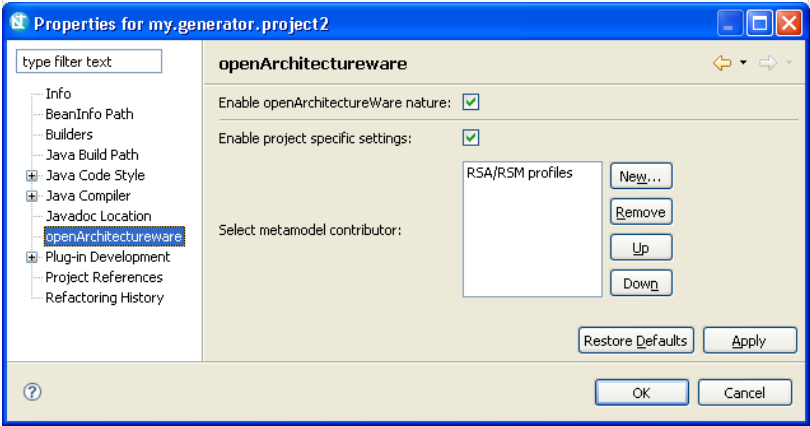 Properties for my.generator.project2
type filter text
Info
BeanInfo Path
Builders
Java Build Path
Java Code Style
Java Compiler
Javadoc Location
openArchitectureware
Plug-in Development
Project References
Refactoring History
openArchitectureware
Enable openArchitectureWare nature:
Enable project specific settings:
Select metamodel contributor:
RSA/RSM profiles
New...
Remove
Up
Down
Restore Defaults
Apply
?
OK
Cancel